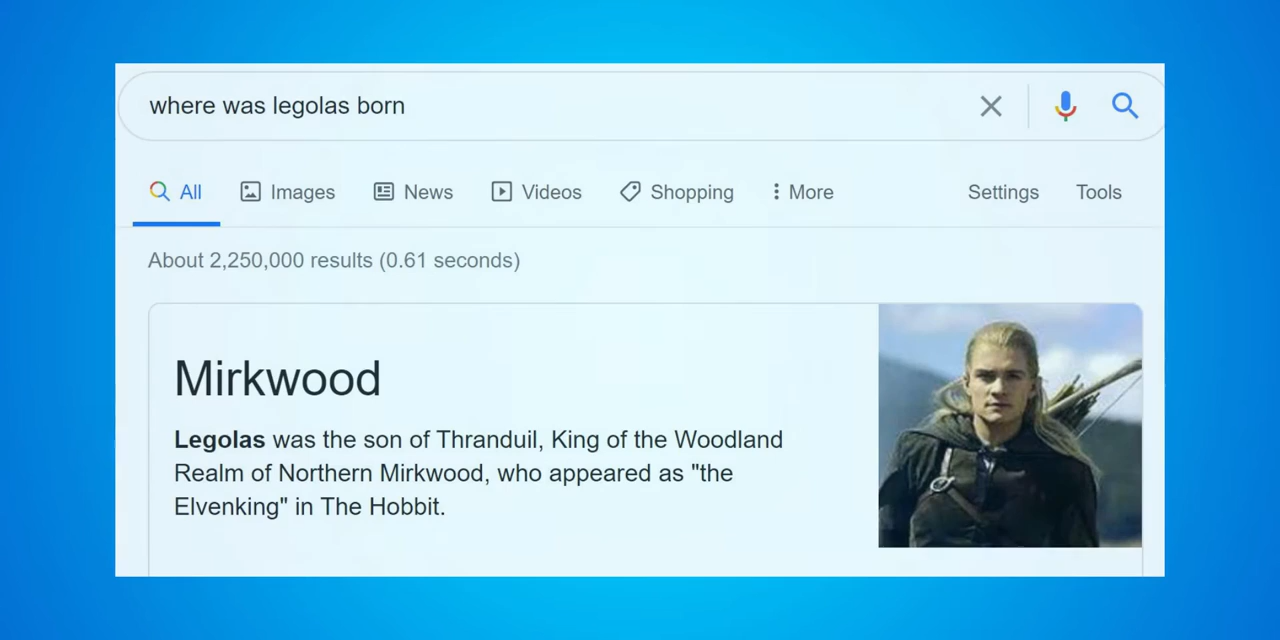 where was legolas born
All Images News Videos Shopping More Settings Tools
About 2,250,000 results (0.61 seconds)
Mirkwood
Legolas was the son of Thranduil, King of the Woodland
Realm of Northern Mirkwood, who appeared as "the
Elvenking" in The Hobbit.